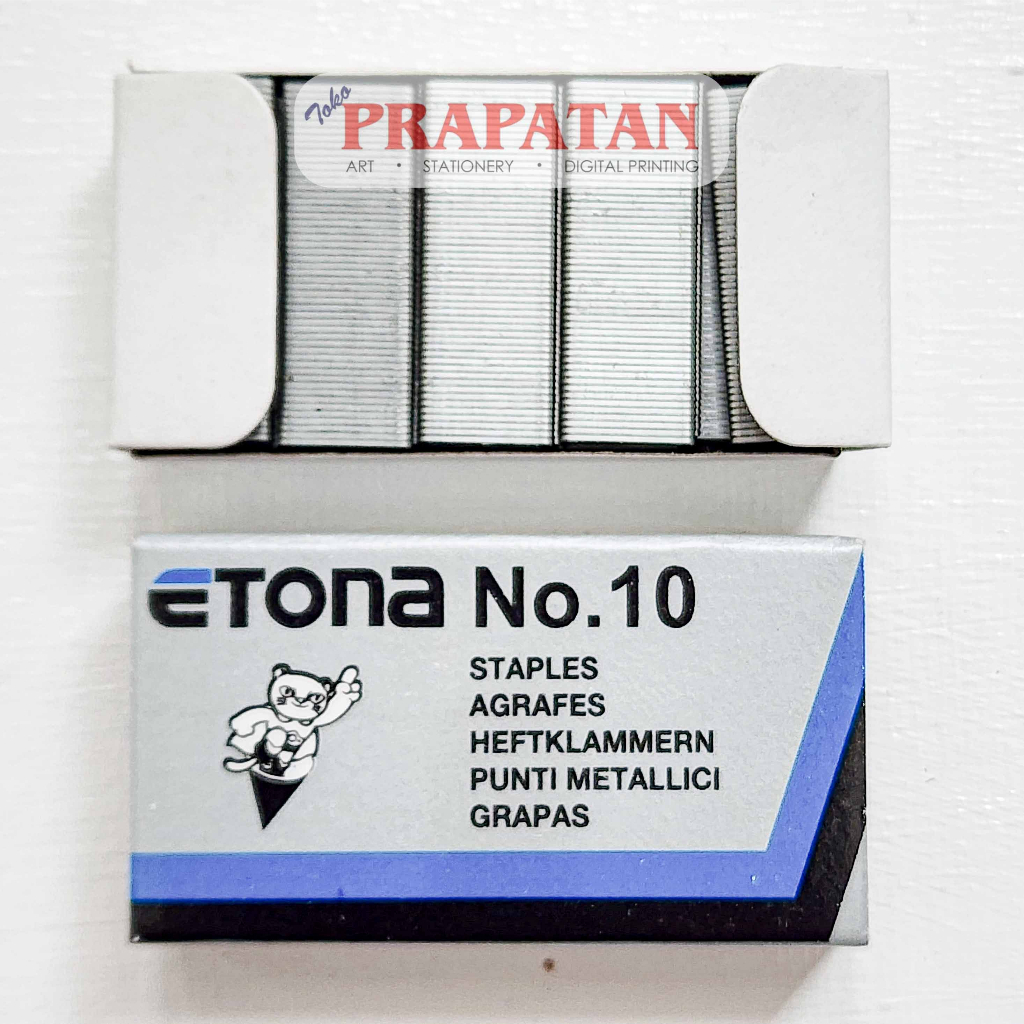 Toko
PRAPATAN
ART • STATIONERY • DIGITAL PRINTING
ETONA No.10
STAPLES
AGRAFES
HEFTKLAMMERN
PUNTI METALLICI
GRAPAS